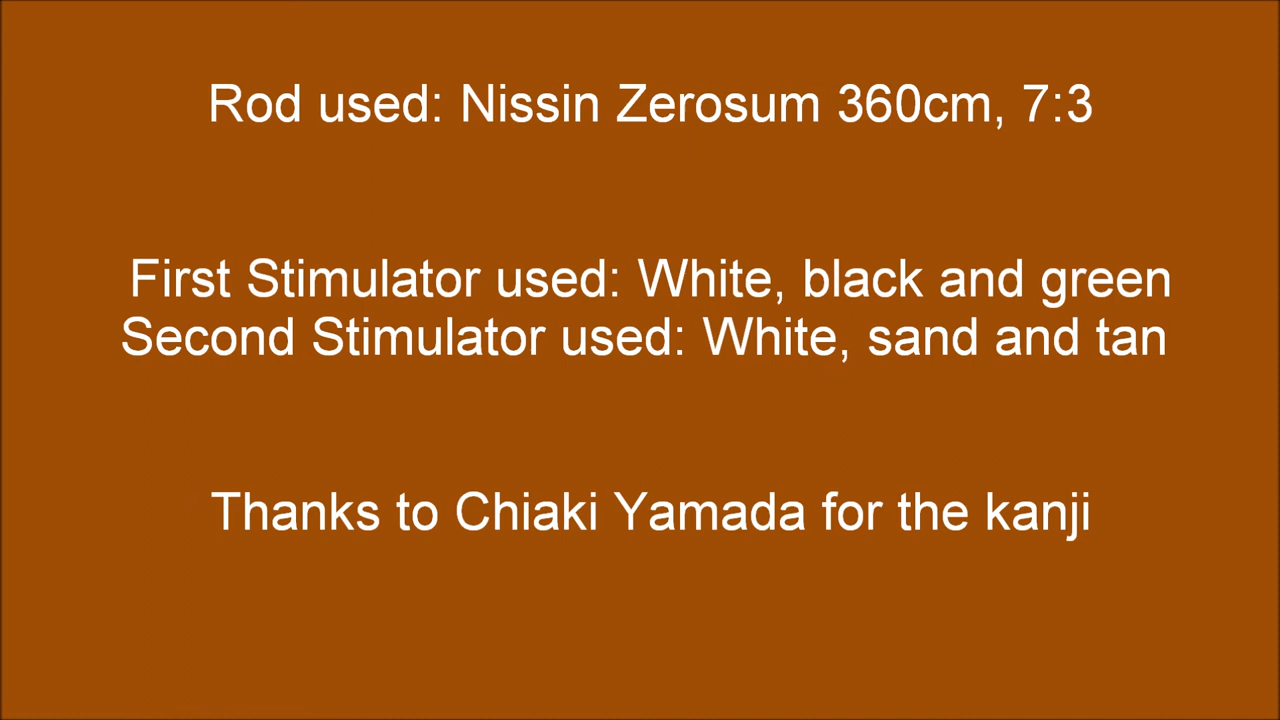 Rod used: Nissin Zerosum 360cm, 7:3
First Stimulator used: White, black and green
Second Stimulator used: White, sand and tan
Thanks to Chiaki Yamada for the kanji